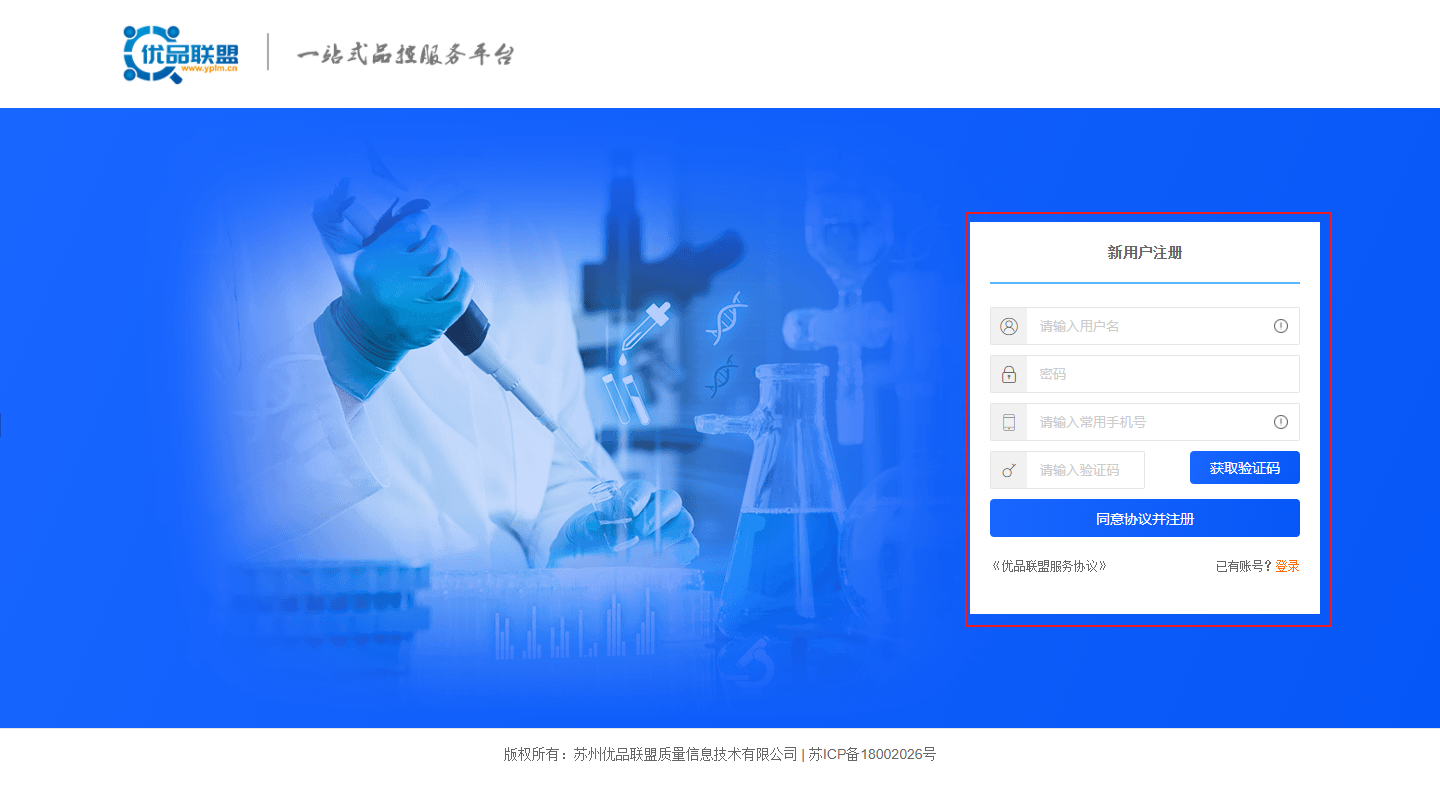 优品联盟
www.yplm.cn
一站式品控服务平台
新用户注册
请输入用户名
密码
请输入常用手机号
请输入验证码
获取验证码
同意协议并注册
《优品联盟服务协议》
已有账号？登录
版权所有：苏州优品联盟质量信息技术有限公司 | 苏ICP备18002026号